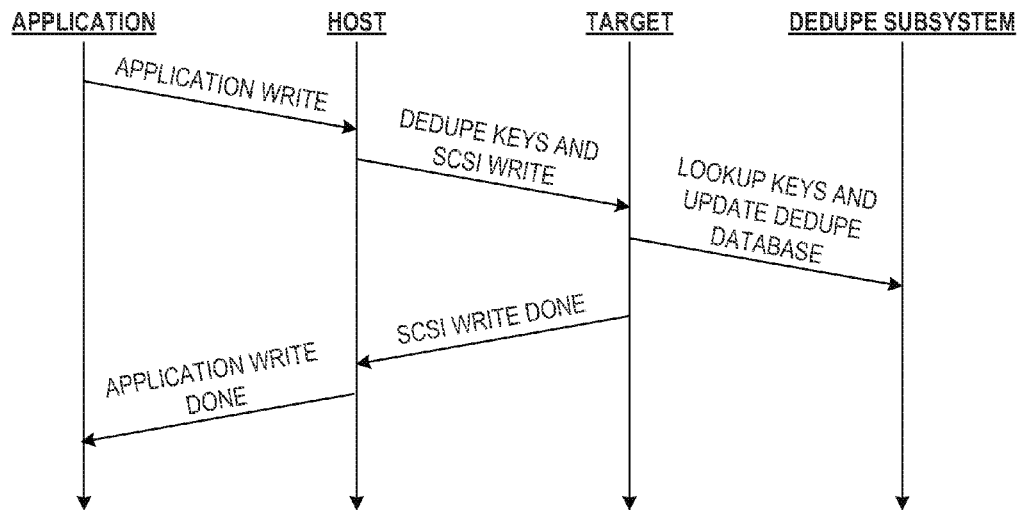 APPLICATION
HOST
TARGET
DEDUPE SUBSYSTEM
APPLICATION WRITE
DEDUPE KEYS AND
SCSI WRITE
LOOKUP KEYS AND
UPDATE DEDUPE
DATABASE
SCSI WRITE DONE
APPLICATION WRITE
DONE